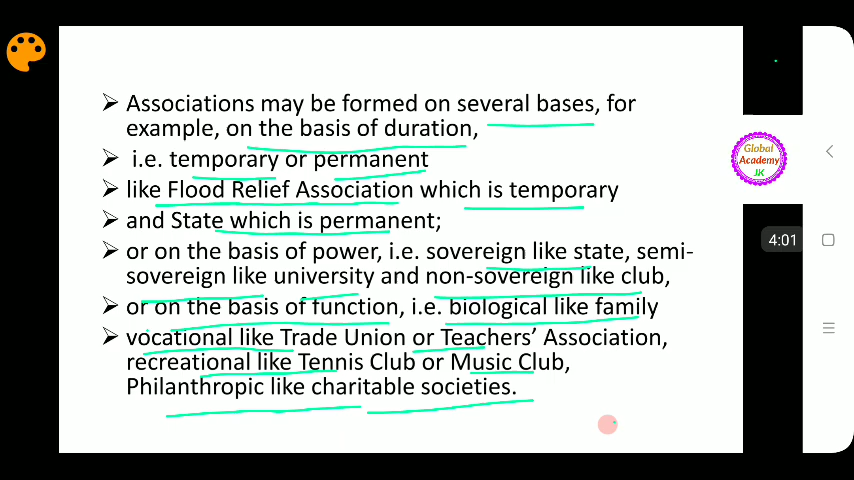 ➢ Associations may be formed on several bases, for
example, on the basis of duration,
➢ i.e. temporary or permanent
➢ like Flood Relief Association which is temporary
➢ and State which is permanent;
➢ or on the basis of power, i.e. sovereign like state, semi-
sovereign like university and non-sovereign like club,
➢ or on the basis of function, i.e. biological like family
➢ vocational like Trade Union or Teachers’ Association,
recreational like Tennis Club or Music Club,
Philanthropic like charitable societies.
Global
Academy
JK
4:01